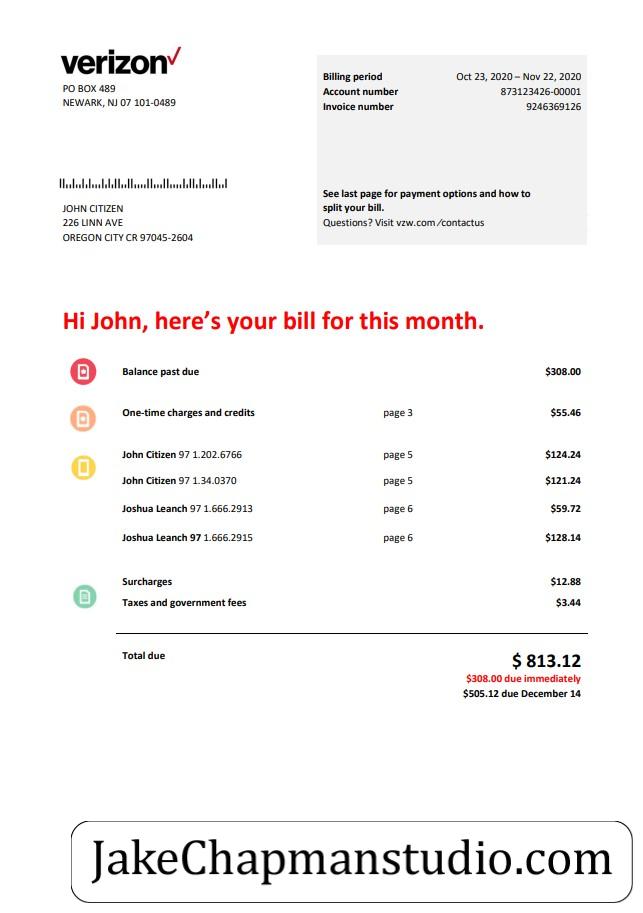 verizon
PO BOX 489
NEWARK, NJ 07 101-0489
Billing period Oct 23, 2020 – Nov 22, 2020
Account number 873123426-00001
Invoice number 9246369126
See last page for payment options and how to
split your bill.
Questions? Visit vzw.com/contactus
JOHN CITIZEN
226 LINN AVE
OREGON CITY CR 97045-2604
Hi John, here’s your bill for this month.
Balance past due $308.00
One-time charges and credits page 3 $55.46
John Citizen 97 1.202.6766 page 5 $124.24
John Citizen 97 1.34.0370 page 5 $121.24
Joshua Leanch 97 1.666.2913 page 6 $59.72
Joshua Leanch 97 1.666.2915 page 6 $128.14
Surcharges $12.88
Taxes and government fees $3.44
Total due $ 813.12
$308.00 due immediately
$505.12 due December 14
JakeChapmanstudio.com